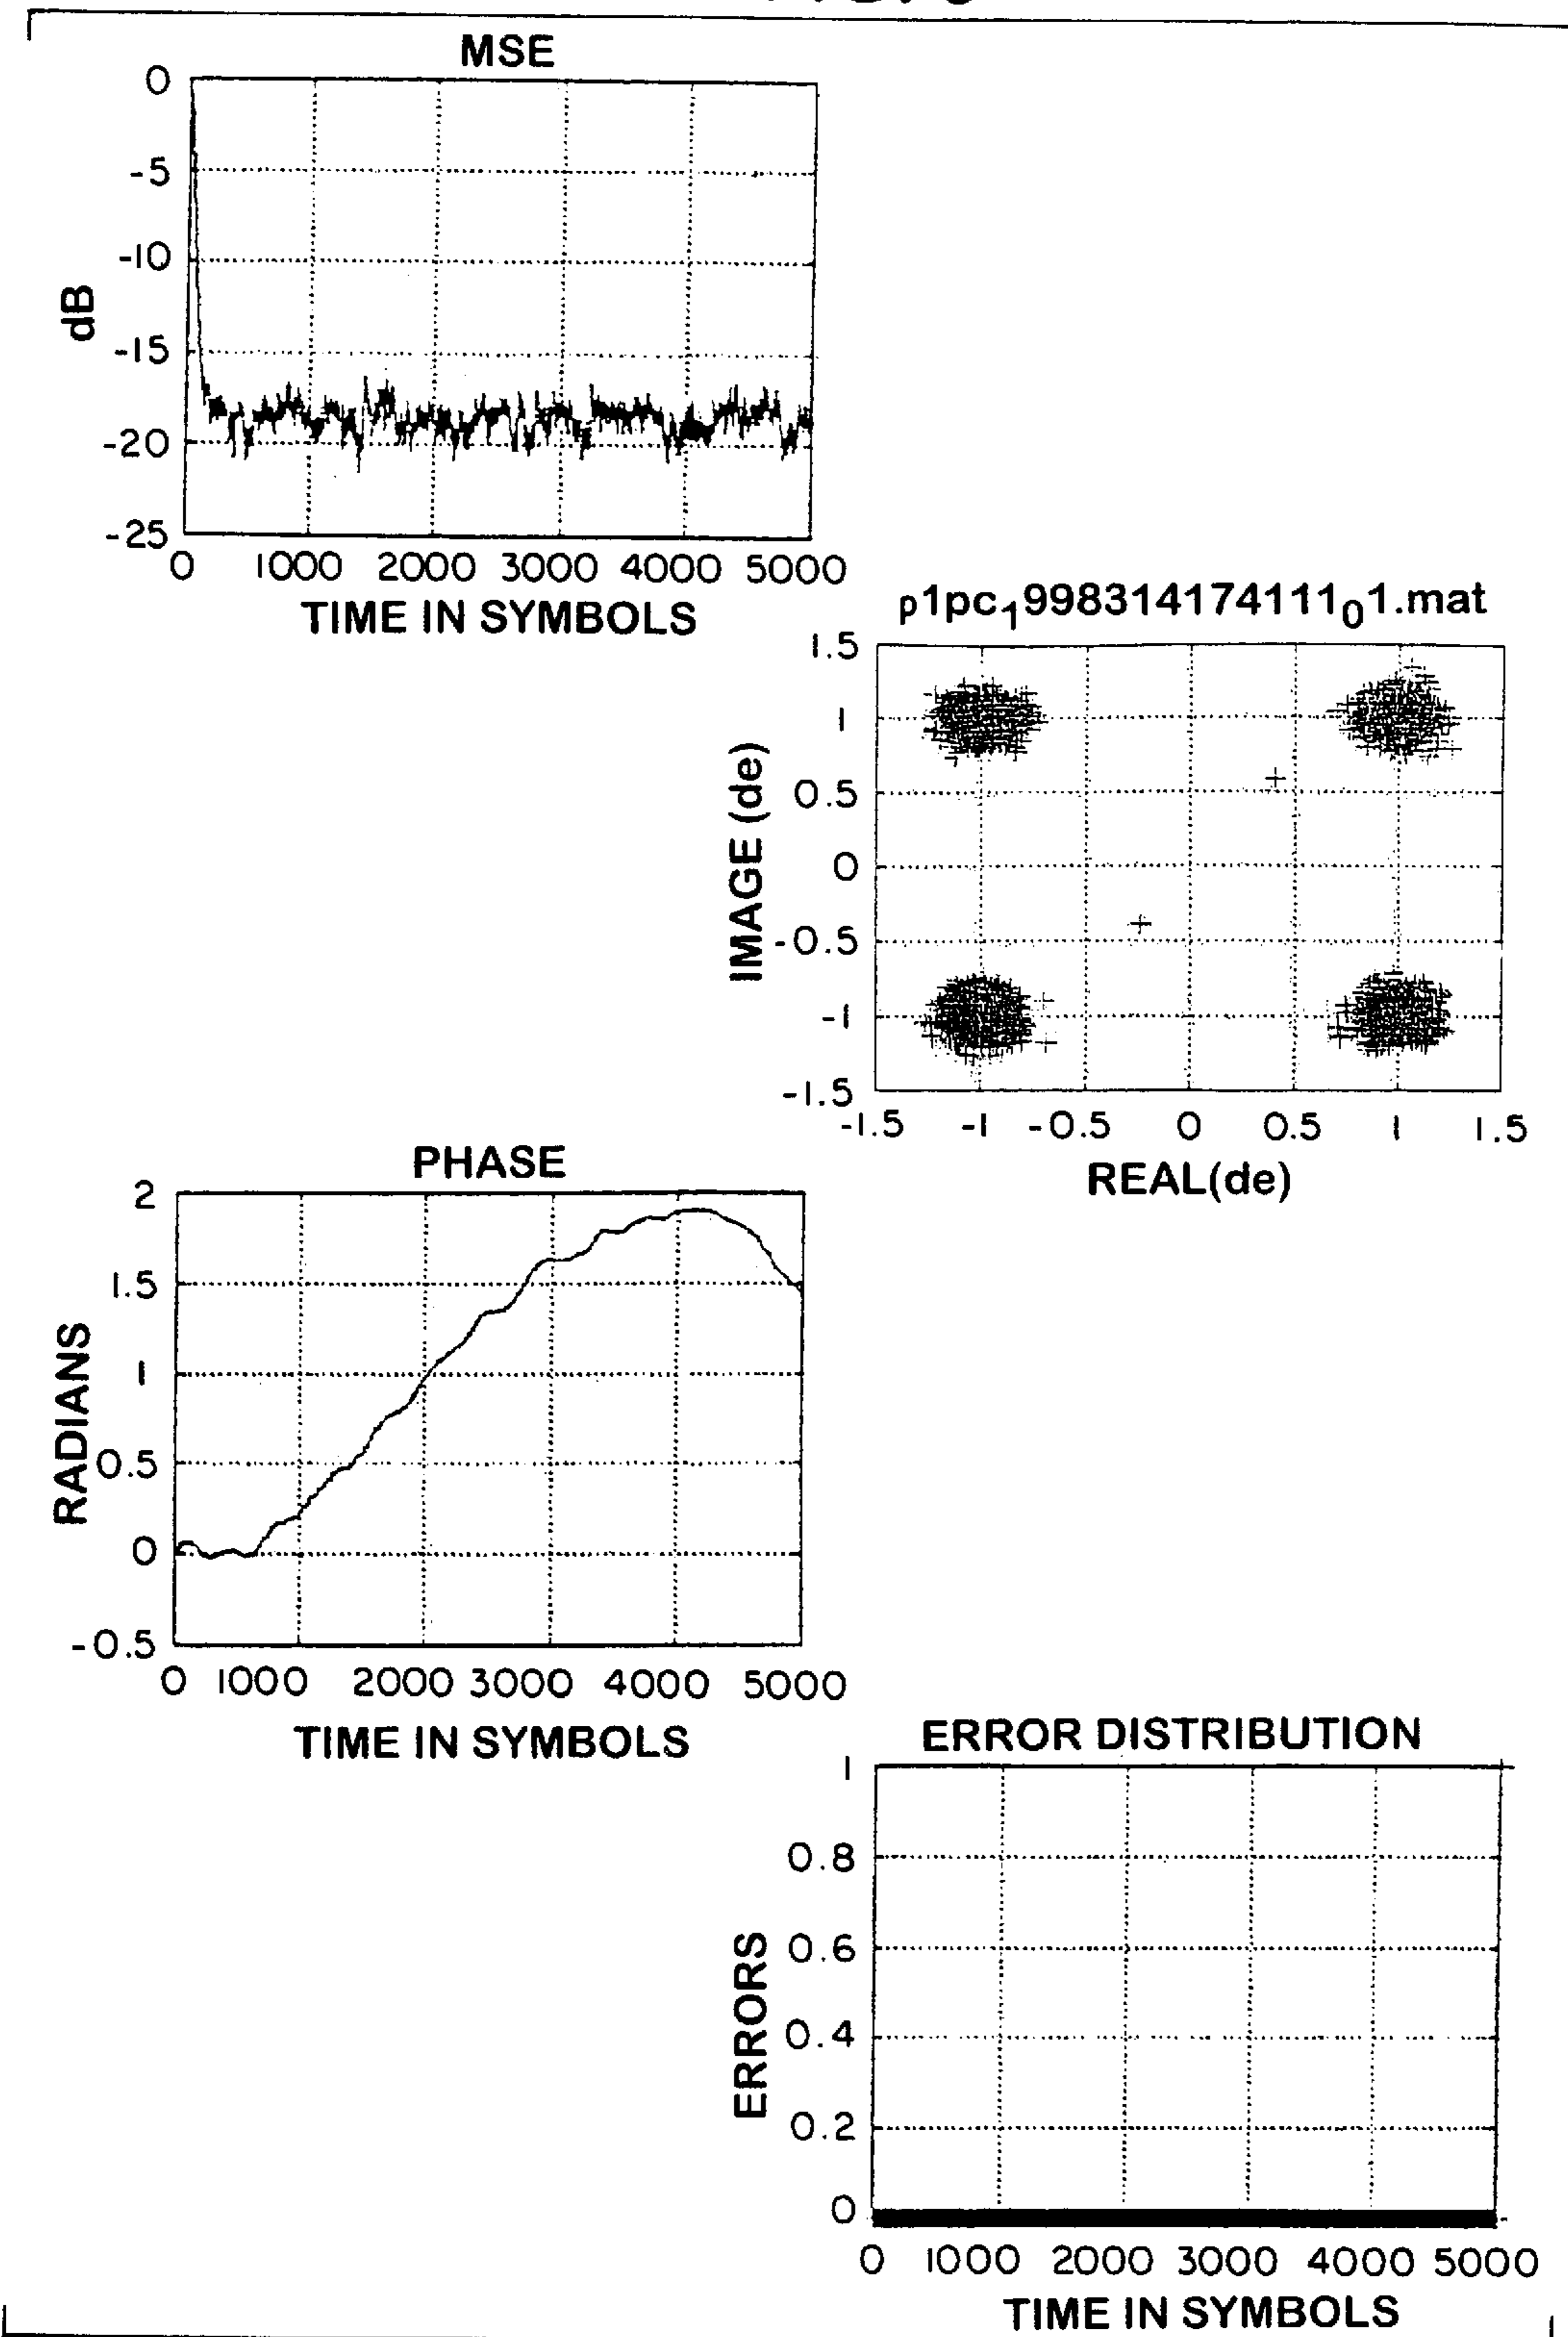 MSE
0
-5
-10
-15
-20
-25
dB
0 1000 2000 3000 4000 5000
TIME IN SYMBOLS
p1pc₁998314174111₀1.mat
1.5
1
0.5
0
-0.5
-1
-1.5
IMAGE (de)
-1.5 -1 -0.5 0 0.5 1 1.5
REAL(de)
PHASE
2
1.5
1
0.5
0
-0.5
RADIANS
0 1000 2000 3000 4000 5000
TIME IN SYMBOLS
ERROR DISTRIBUTION
1
0.8
0.6
0.4
0.2
0
ERRORS
0 1000 2000 3000 4000 5000
TIME IN SYMBOLS